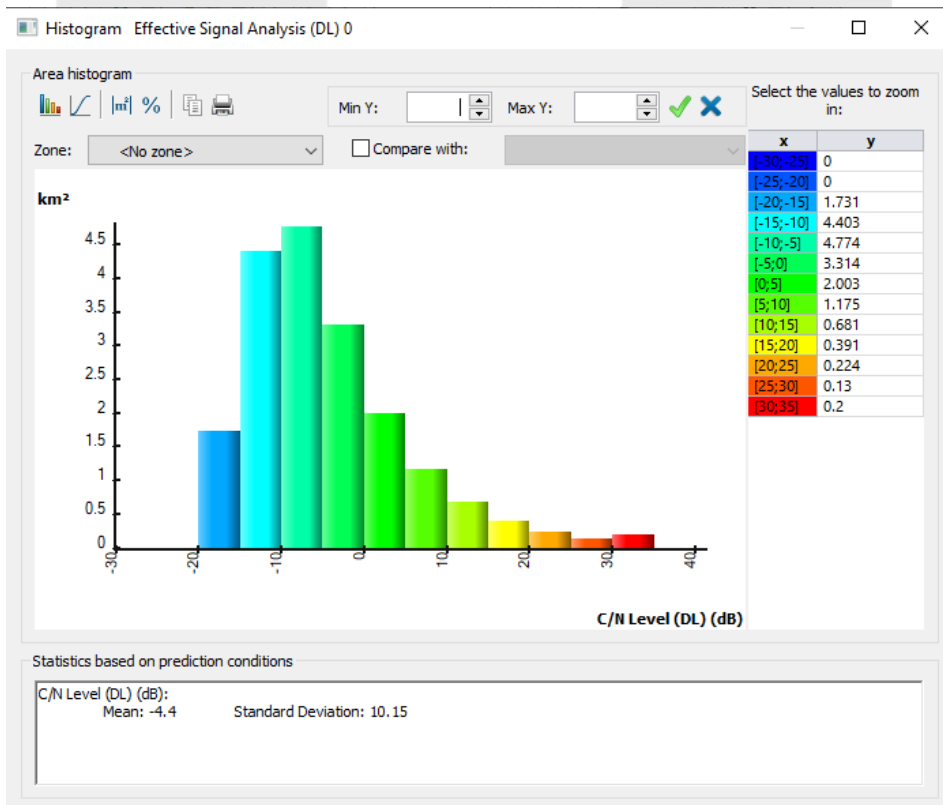 Histogram Effective Signal Analysis (DL) 0
Area histogram
|m²| %
Min Y: Max Y:
Select the values to zoom in:
Zone: <No zone> Compare with:
x y
[-30;-25] 0
[-25;-20] 0
[-20;-15] 1.731
[-15;-10] 4.403
[-10;-5] 4.774
[-5;0] 3.314
[0;5] 2.003
[5;10] 1.175
[10;15] 0.681
[15;20] 0.391
[20;25] 0.224
[25;30] 0.13
[30;35] 0.2
km²
4.5
4
3.5
3
2.5
2
1.5
1
0.5
0
-30 -20 -10 0 10 20 30 40
C/N Level (DL) (dB)
Statistics based on prediction conditions
C/N Level (DL) (dB):
Mean: -4.4 Standard Deviation: 10.15